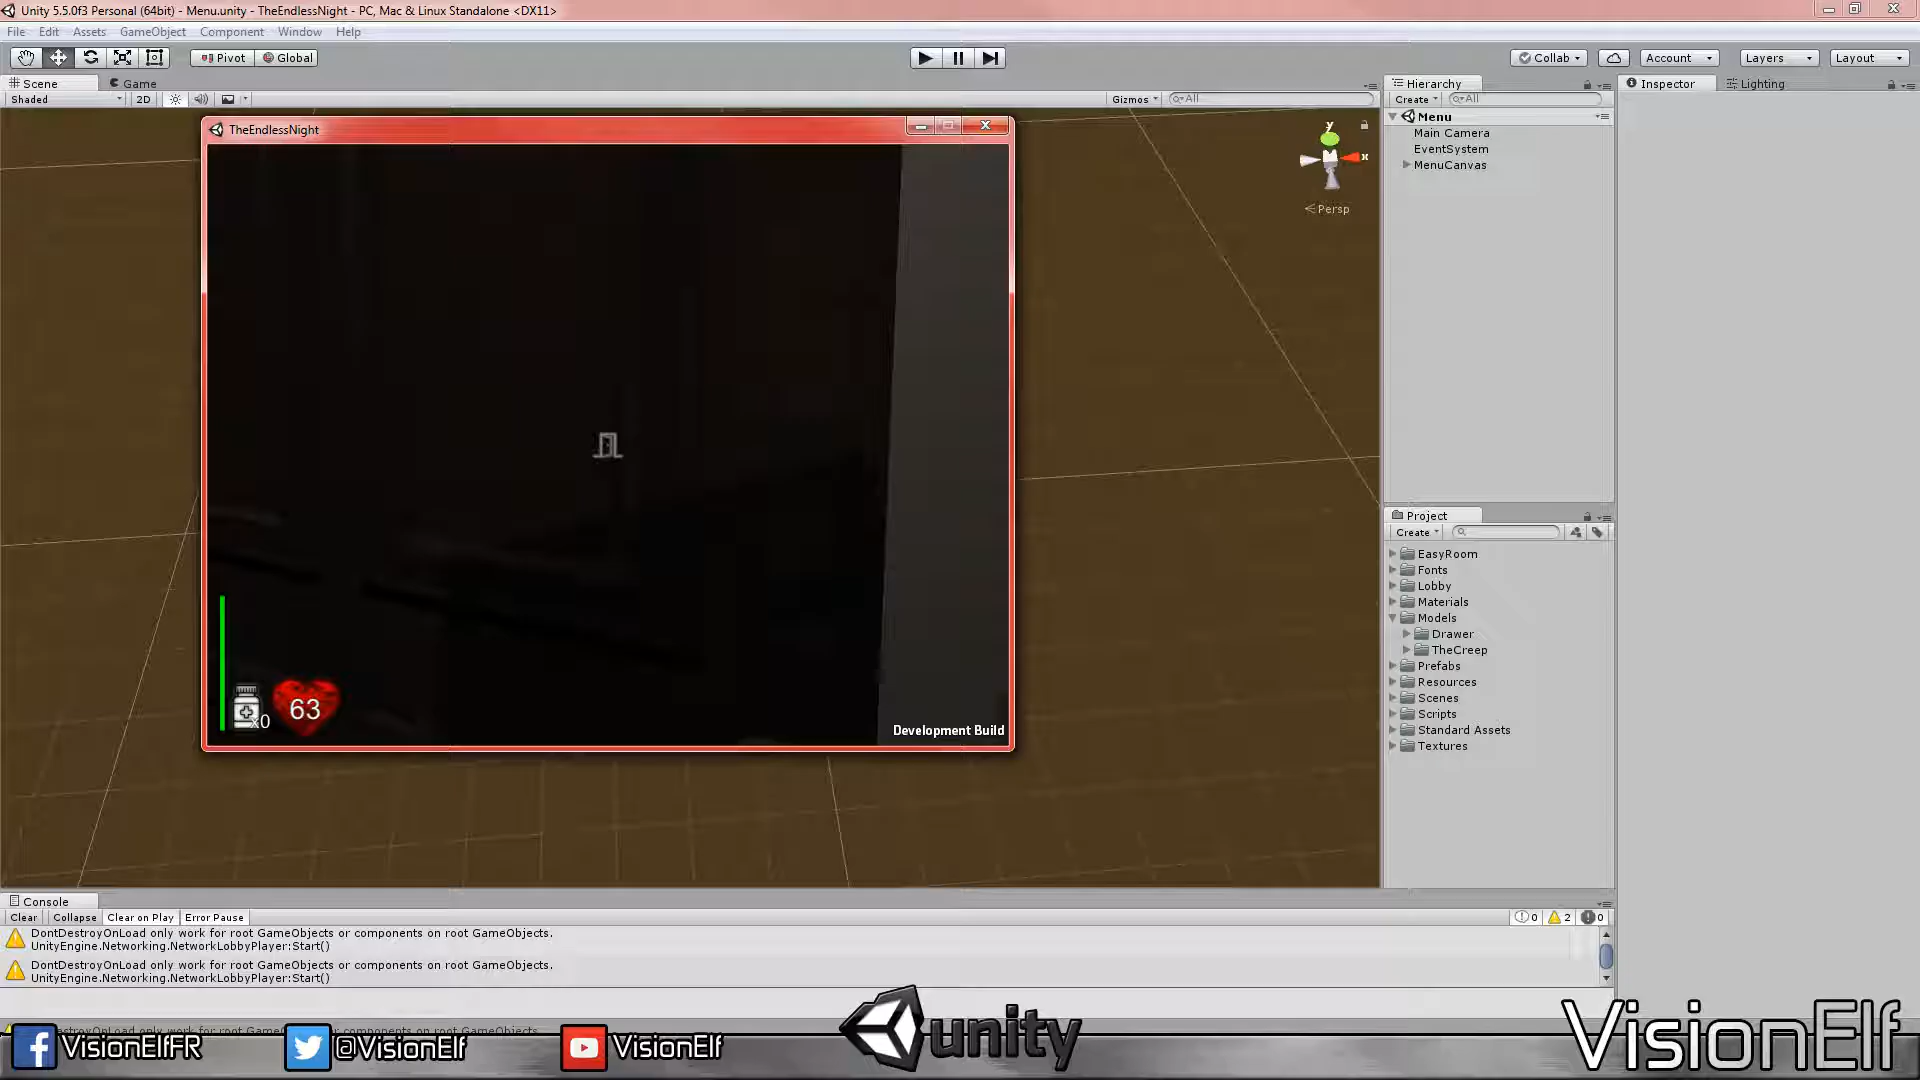 Unity 5.5.0f3 Personal (64bit) - Menu.unity - TheEndlessNight - PC, Mac & Linux Standalone <DX11>
File Edit Assets GameObject Component Window Help
Pivot Global Collab Account Layers Layout
Scene Game Hierarchy Inspector Lighting
Shaded 2D Gizmos All Create All
Menu
Main Camera
EventSystem
MenuCanvas
y
x
Persp
TheEndlessNight
x0
63
Development Build
Project
Create
EasyRoom
Fonts
Lobby
Materials
Models
Drawer
TheCreep
Prefabs
Resources
Scenes
Scripts
Standard Assets
Textures
Console
Clear Collapse Clear on Play Error Pause 0 2 0
DontDestroyOnLoad only work for root GameObjects or components on root GameObjects.
UnityEngine.Networking.NetworkLobbyPlayer:Start()
DontDestroyOnLoad only work for root GameObjects or components on root GameObjects.
UnityEngine.Networking.NetworkLobbyPlayer:Start()
VisionElfFR @VisionElf VisionElf unity VisionElf